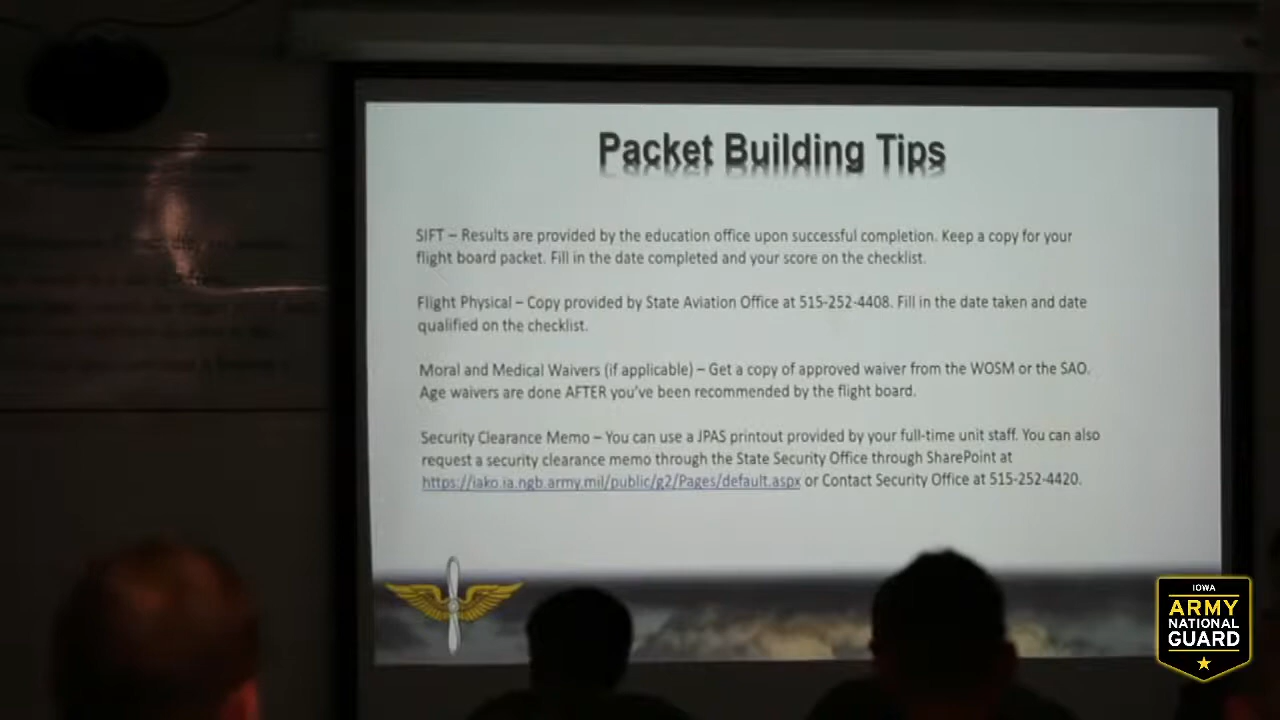 Packet Building Tips
SIFT – Results are provided by the education office upon successful completion. Keep a copy for your
flight board packet. Fill in the date completed and your score on the checklist.
Flight Physical – Copy provided by State Aviation Office at 515-252-4408. Fill in the date taken and date
qualified on the checklist.
Moral and Medical Waivers (if applicable) – Get a copy of approved waiver from the WOSM or the SAO.
Age waivers are done AFTER you've been recommended by the flight board.
Security Clearance Memo – You can use a JPAS printout provided by your full-time unit staff. You can also
request a security clearance memo through the State Security Office through SharePoint at
https://iako.ia.ngb.army.mil/public/g2/Pages/default.aspx or Contact Security Office at 515-252-4420.
IOWA
ARMY
NATIONAL
GUARD